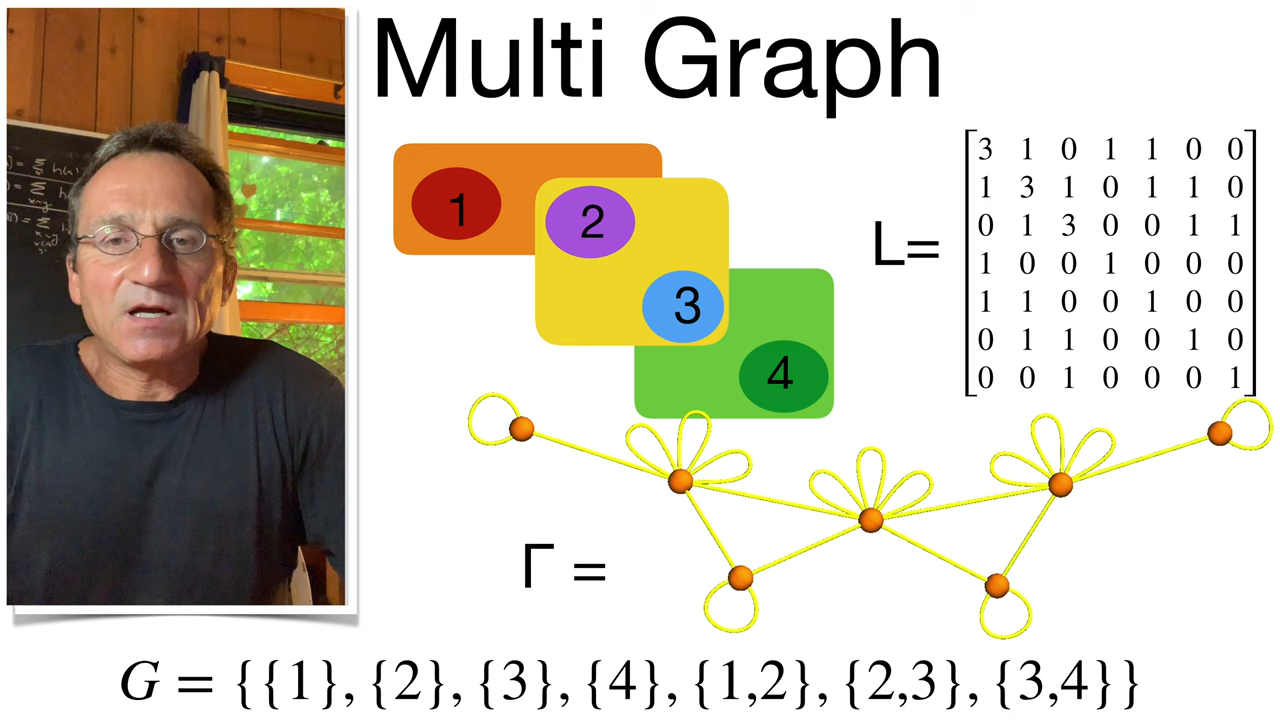 Multi Graph
1
2
3
4
L=
3 1 0 1 1 0 0
1 3 1 0 1 1 0
0 1 3 0 0 1 1
1 0 0 1 0 0 0
1 1 0 0 1 0 0
0 1 1 0 0 1 0
0 0 1 0 0 0 1
Γ =
G = {{1}, {2}, {3}, {4}, {1,2}, {2,3}, {3,4}}